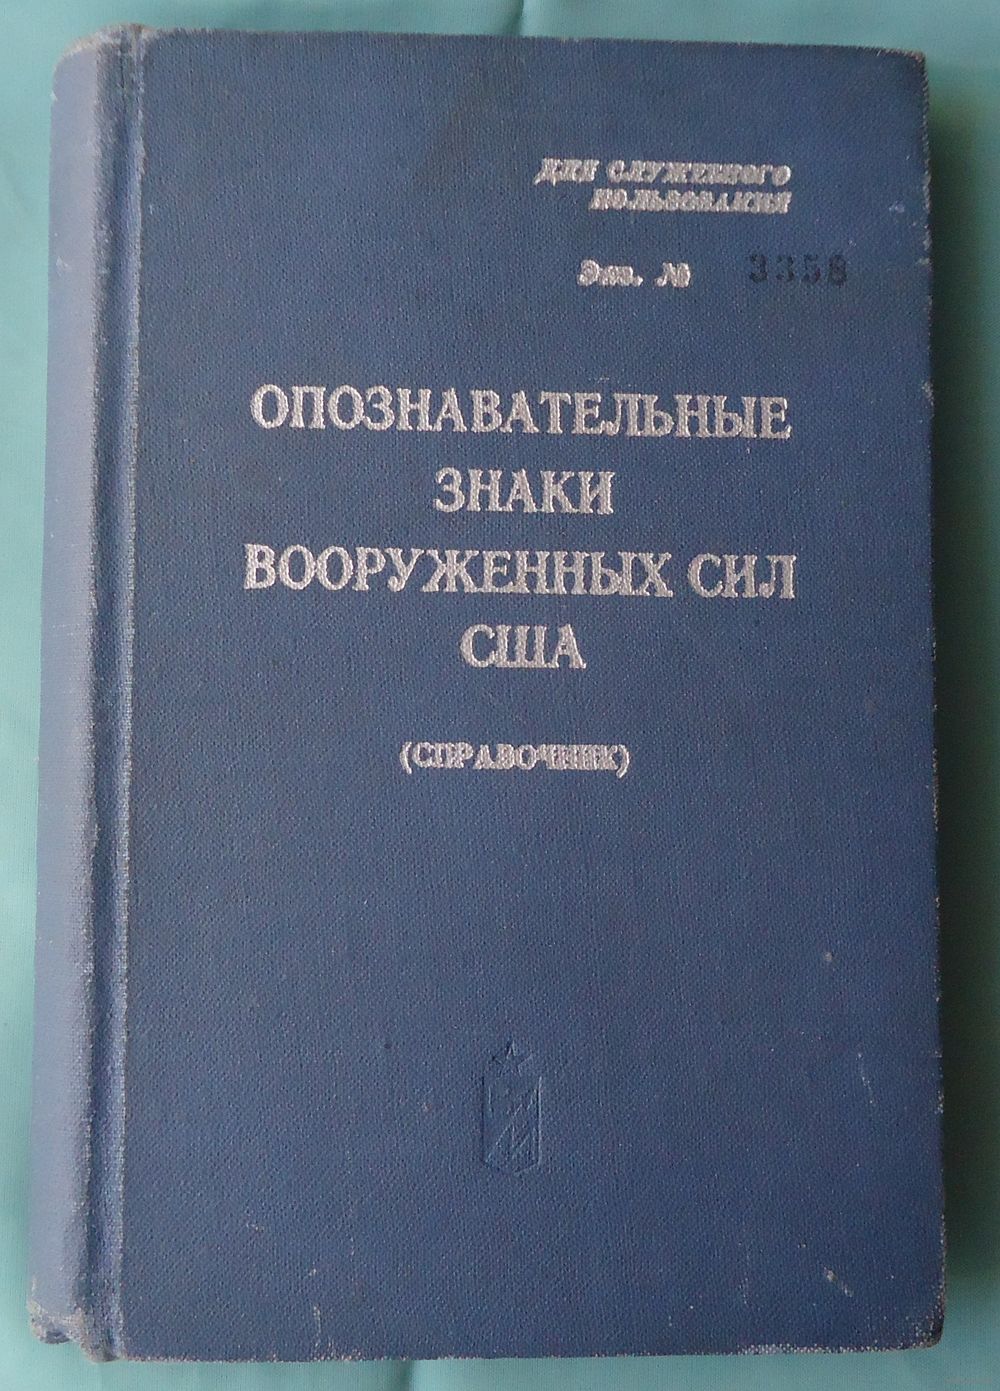 ДЛЯ СЛУЖЕБНОГО
ПОЛЬЗОВАНИЯ
Экз. № 3358
ОПОЗНАВАТЕЛЬНЫЕ
ЗНАКИ
ВООРУЖЕННЫХ СИЛ
США
(СПРАВОЧНИК)